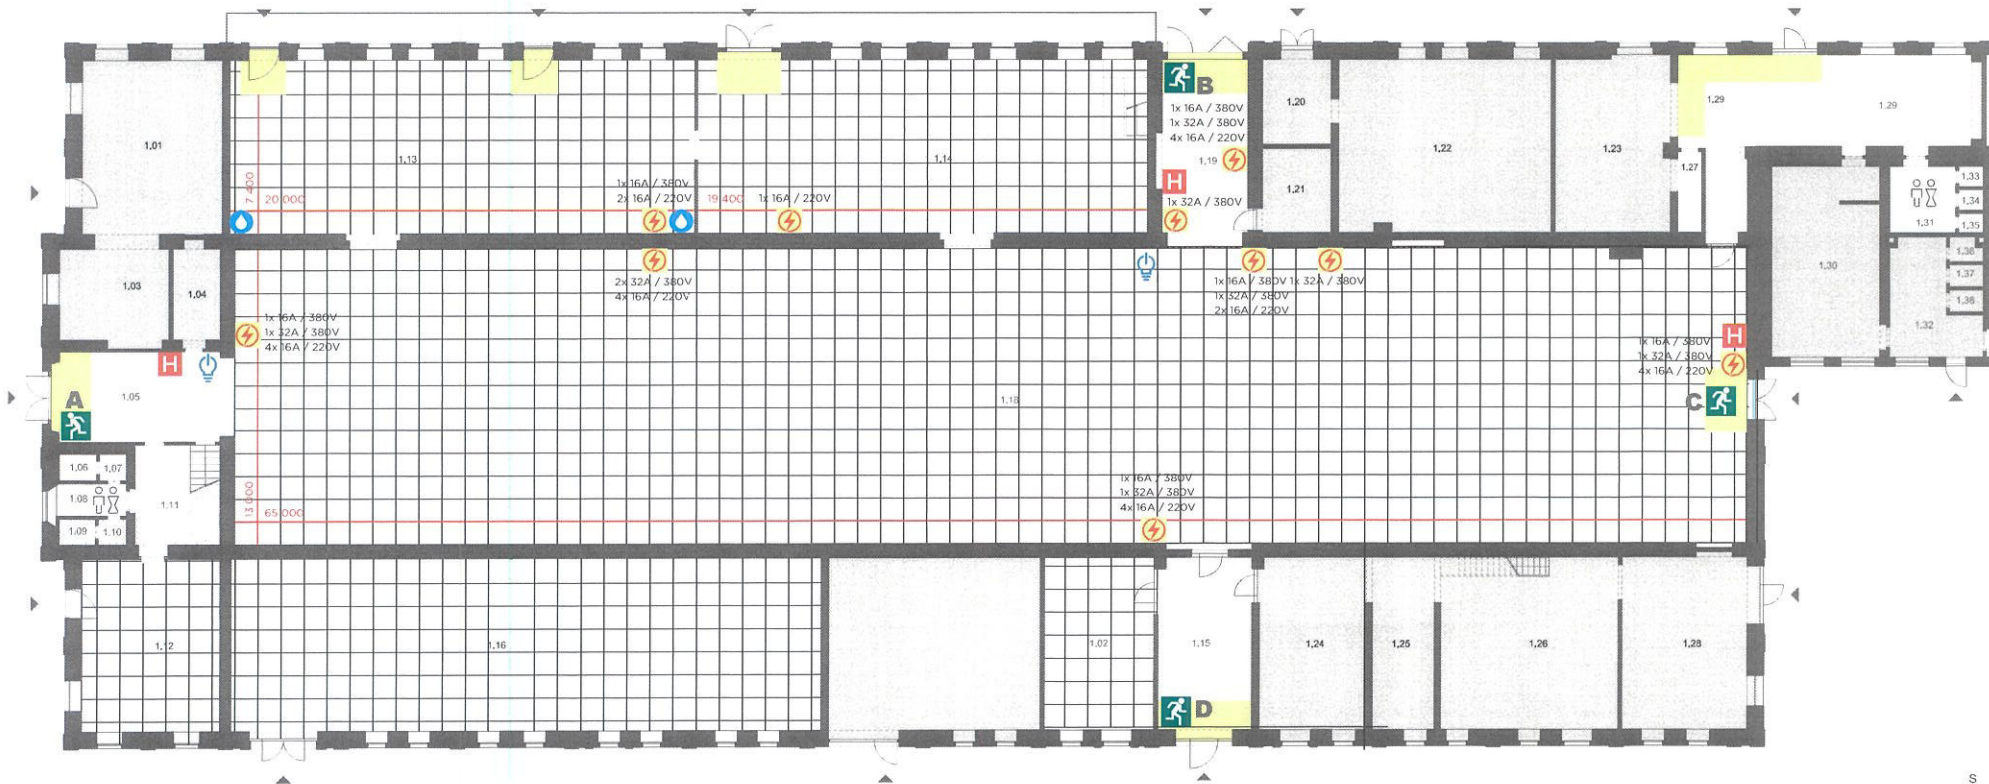 B
1x 16A / 380V
1x 32A / 380V
4x 16A / 220V
1.19
H
1x 32A / 380V
1.20
1.21
1.22
1.23
1.29
1.29
1.27
1.01
1.13
1.14
7 400
20 000
1x 16A / 380V
2x 16A / 220V
19 400
1x 16A / 220V
1.33
1.34
1.35
1.31
1.30
1.36
1.37
1.38
1.32
1.03
1.04
2x 32A / 380V
4x 16A / 220V
1x 16A / 380V
1x 32A / 380V
2x 16A / 220V
1x 32A / 380V
1x 16A / 380V
1x 32A / 380V
4x 16A / 220V
H
1x 16A / 380V
1x 32A / 380V
4x 16A / 220V
H
A
1.05
1.18
C
1.06
1.07
1.08
1.09
1.10
1.11
13 000
65 000
1x 16A / 380V
1x 32A / 380V
4x 16A / 220V
1.12
1.16
1.02
1.15
D
1.24
1.25
1.26
1.28
S